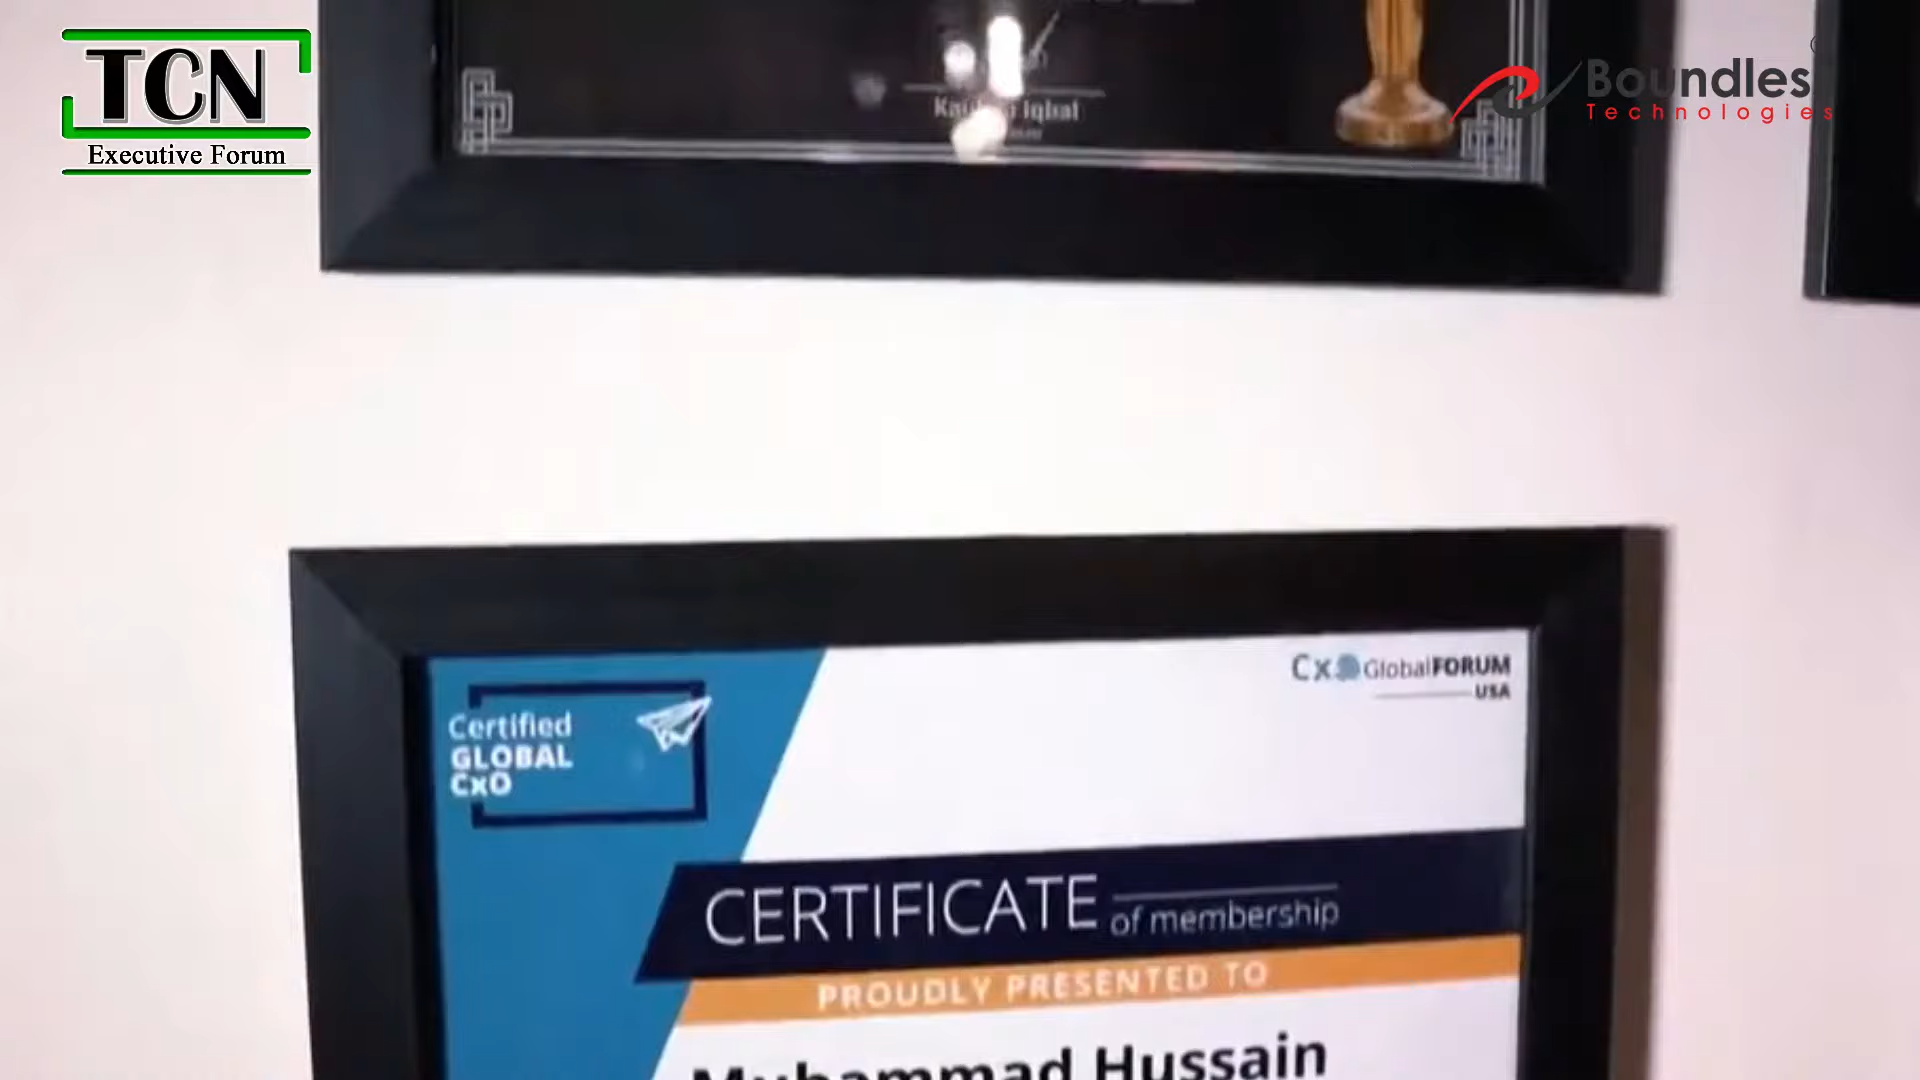 TCN
Executive Forum
Boundles
Technologies
Iqbal
Certified
GLOBAL
CxO
CxO GlobalFORUM
USA
CERTIFICATE of membership
PROUDLY PRESENTED TO
Muhammad Hussain